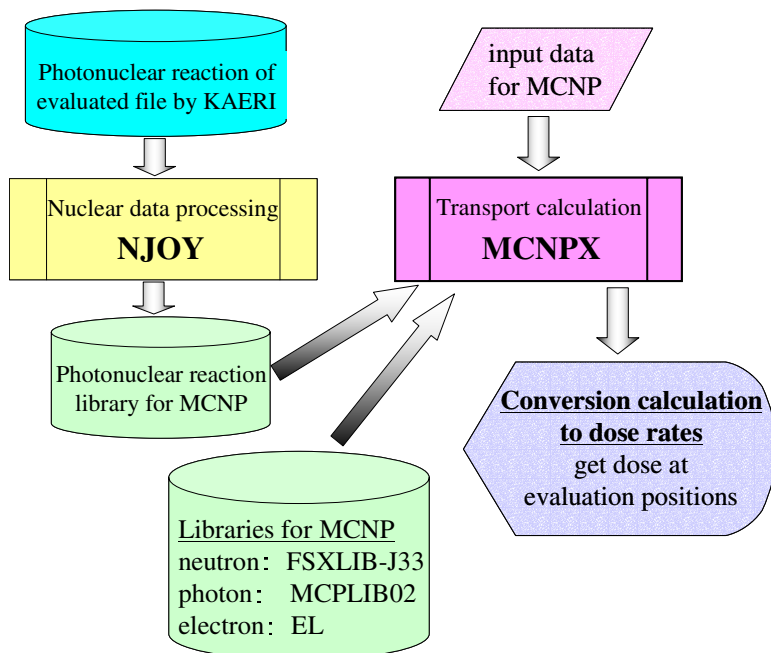 Photonuclear reaction of
evaluated file by KAERI
input data
for MCNP
Nuclear data processing
NJOY
Transport calculation
MCNPX
Photonuclear reaction
library for MCNP
Conversion calculation
to dose rates
get dose at
evaluation positions
Libraries for MCNP
neutron: FSXLIB-J33
photon: MCPLIB02
electron: EL